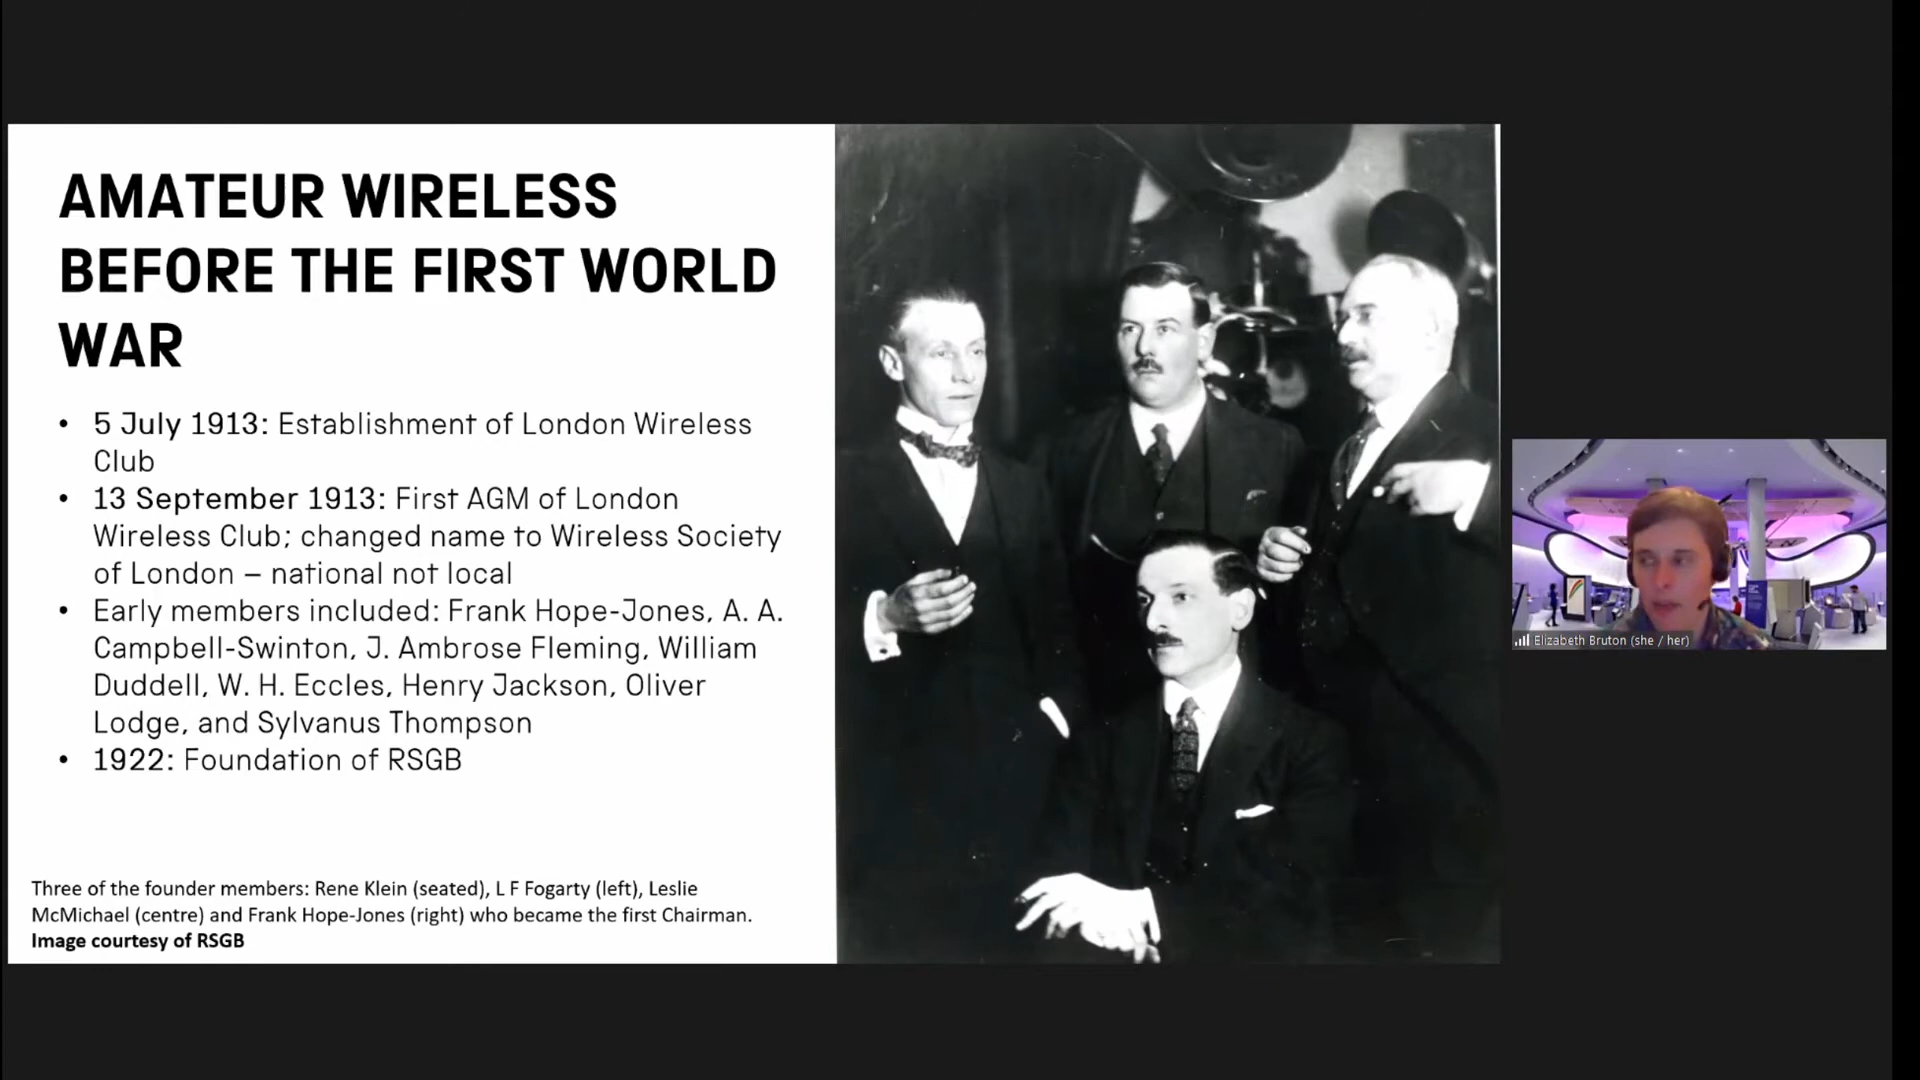 AMATEUR WIRELESS
BEFORE THE FIRST WORLD
WAR
• 5 July 1913: Establishment of London Wireless
Club
• 13 September 1913: First AGM of London
Wireless Club; changed name to Wireless Society
of London – national not local
• Early members included: Frank Hope-Jones, A. A.
Campbell-Swinton, J. Ambrose Fleming, William
Duddell, W. H. Eccles, Henry Jackson, Oliver
Lodge, and Sylvanus Thompson
• 1922: Foundation of RSGB
Three of the founder members: Rene Klein (seated), L F Fogarty (left), Leslie
McMichael (centre) and Frank Hope-Jones (right) who became the first Chairman.
Image courtesy of RSGB
Elizabeth Bruton (she / her)